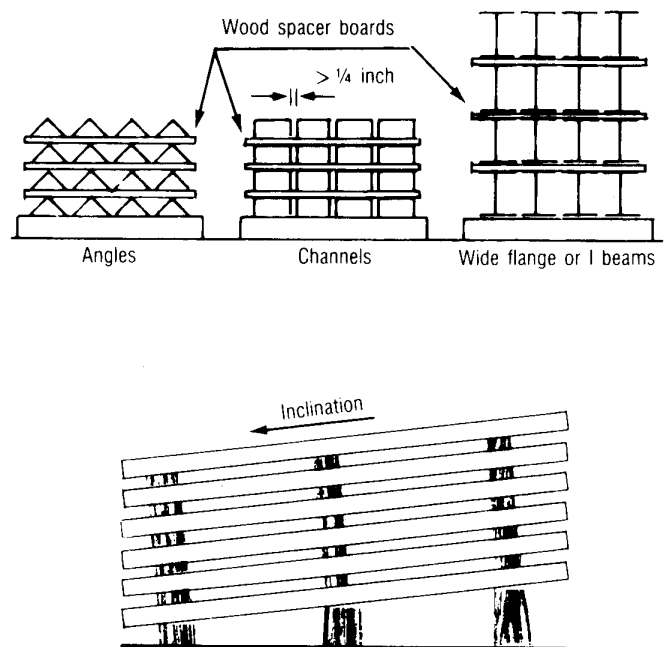 Wood spacer boards
> ¼ inch
Angles
Channels
Wide flange or I beams
Inclination